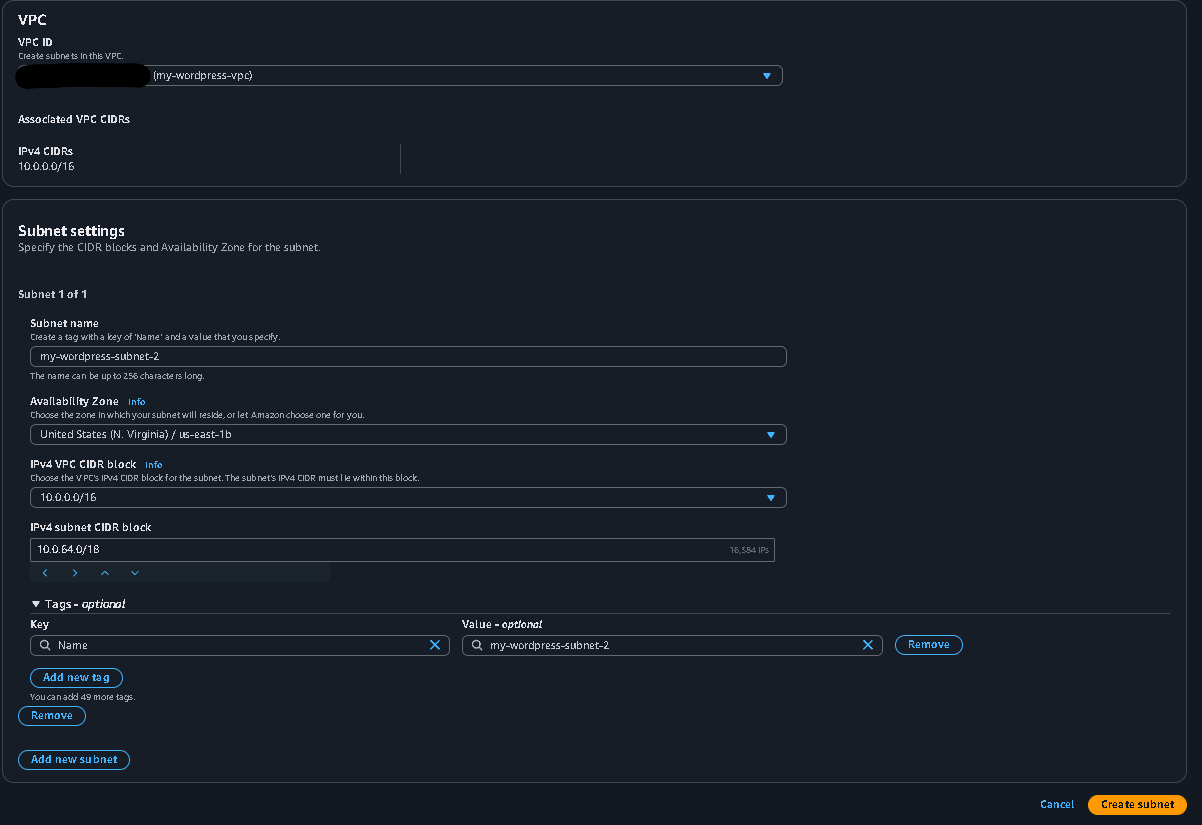 VPC
VPC ID
Create subnets in this VPC.
(my-wordpress-vpc)
Associated VPC CIDRs
IPv4 CIDRs
10.0.0.0/16
Subnet settings
Specify the CIDR blocks and Availability Zone for the subnet.
Subnet 1 of 1
Subnet name
Create a tag with a key of 'Name' and a value that you specify.
my-wordpress-subnet-2
The name can be up to 256 characters long.
Availability Zone Info
Choose the zone in which your subnet will reside, or let Amazon choose one for you.
United States (N. Virginia) / us-east-1b
IPv4 VPC CIDR block Info
Choose the VPC's IPv4 CIDR block for the subnet. The subnet's IPv4 CIDR must lie within this block.
10.0.0.0/16
IPv4 subnet CIDR block
10.0.64.0/18 16,384 IPs
Tags - optional
Key Value - optional
Name my-wordpress-subnet-2 Remove
Add new tag
You can add 49 more tags.
Remove
Add new subnet
Cancel Create subnet